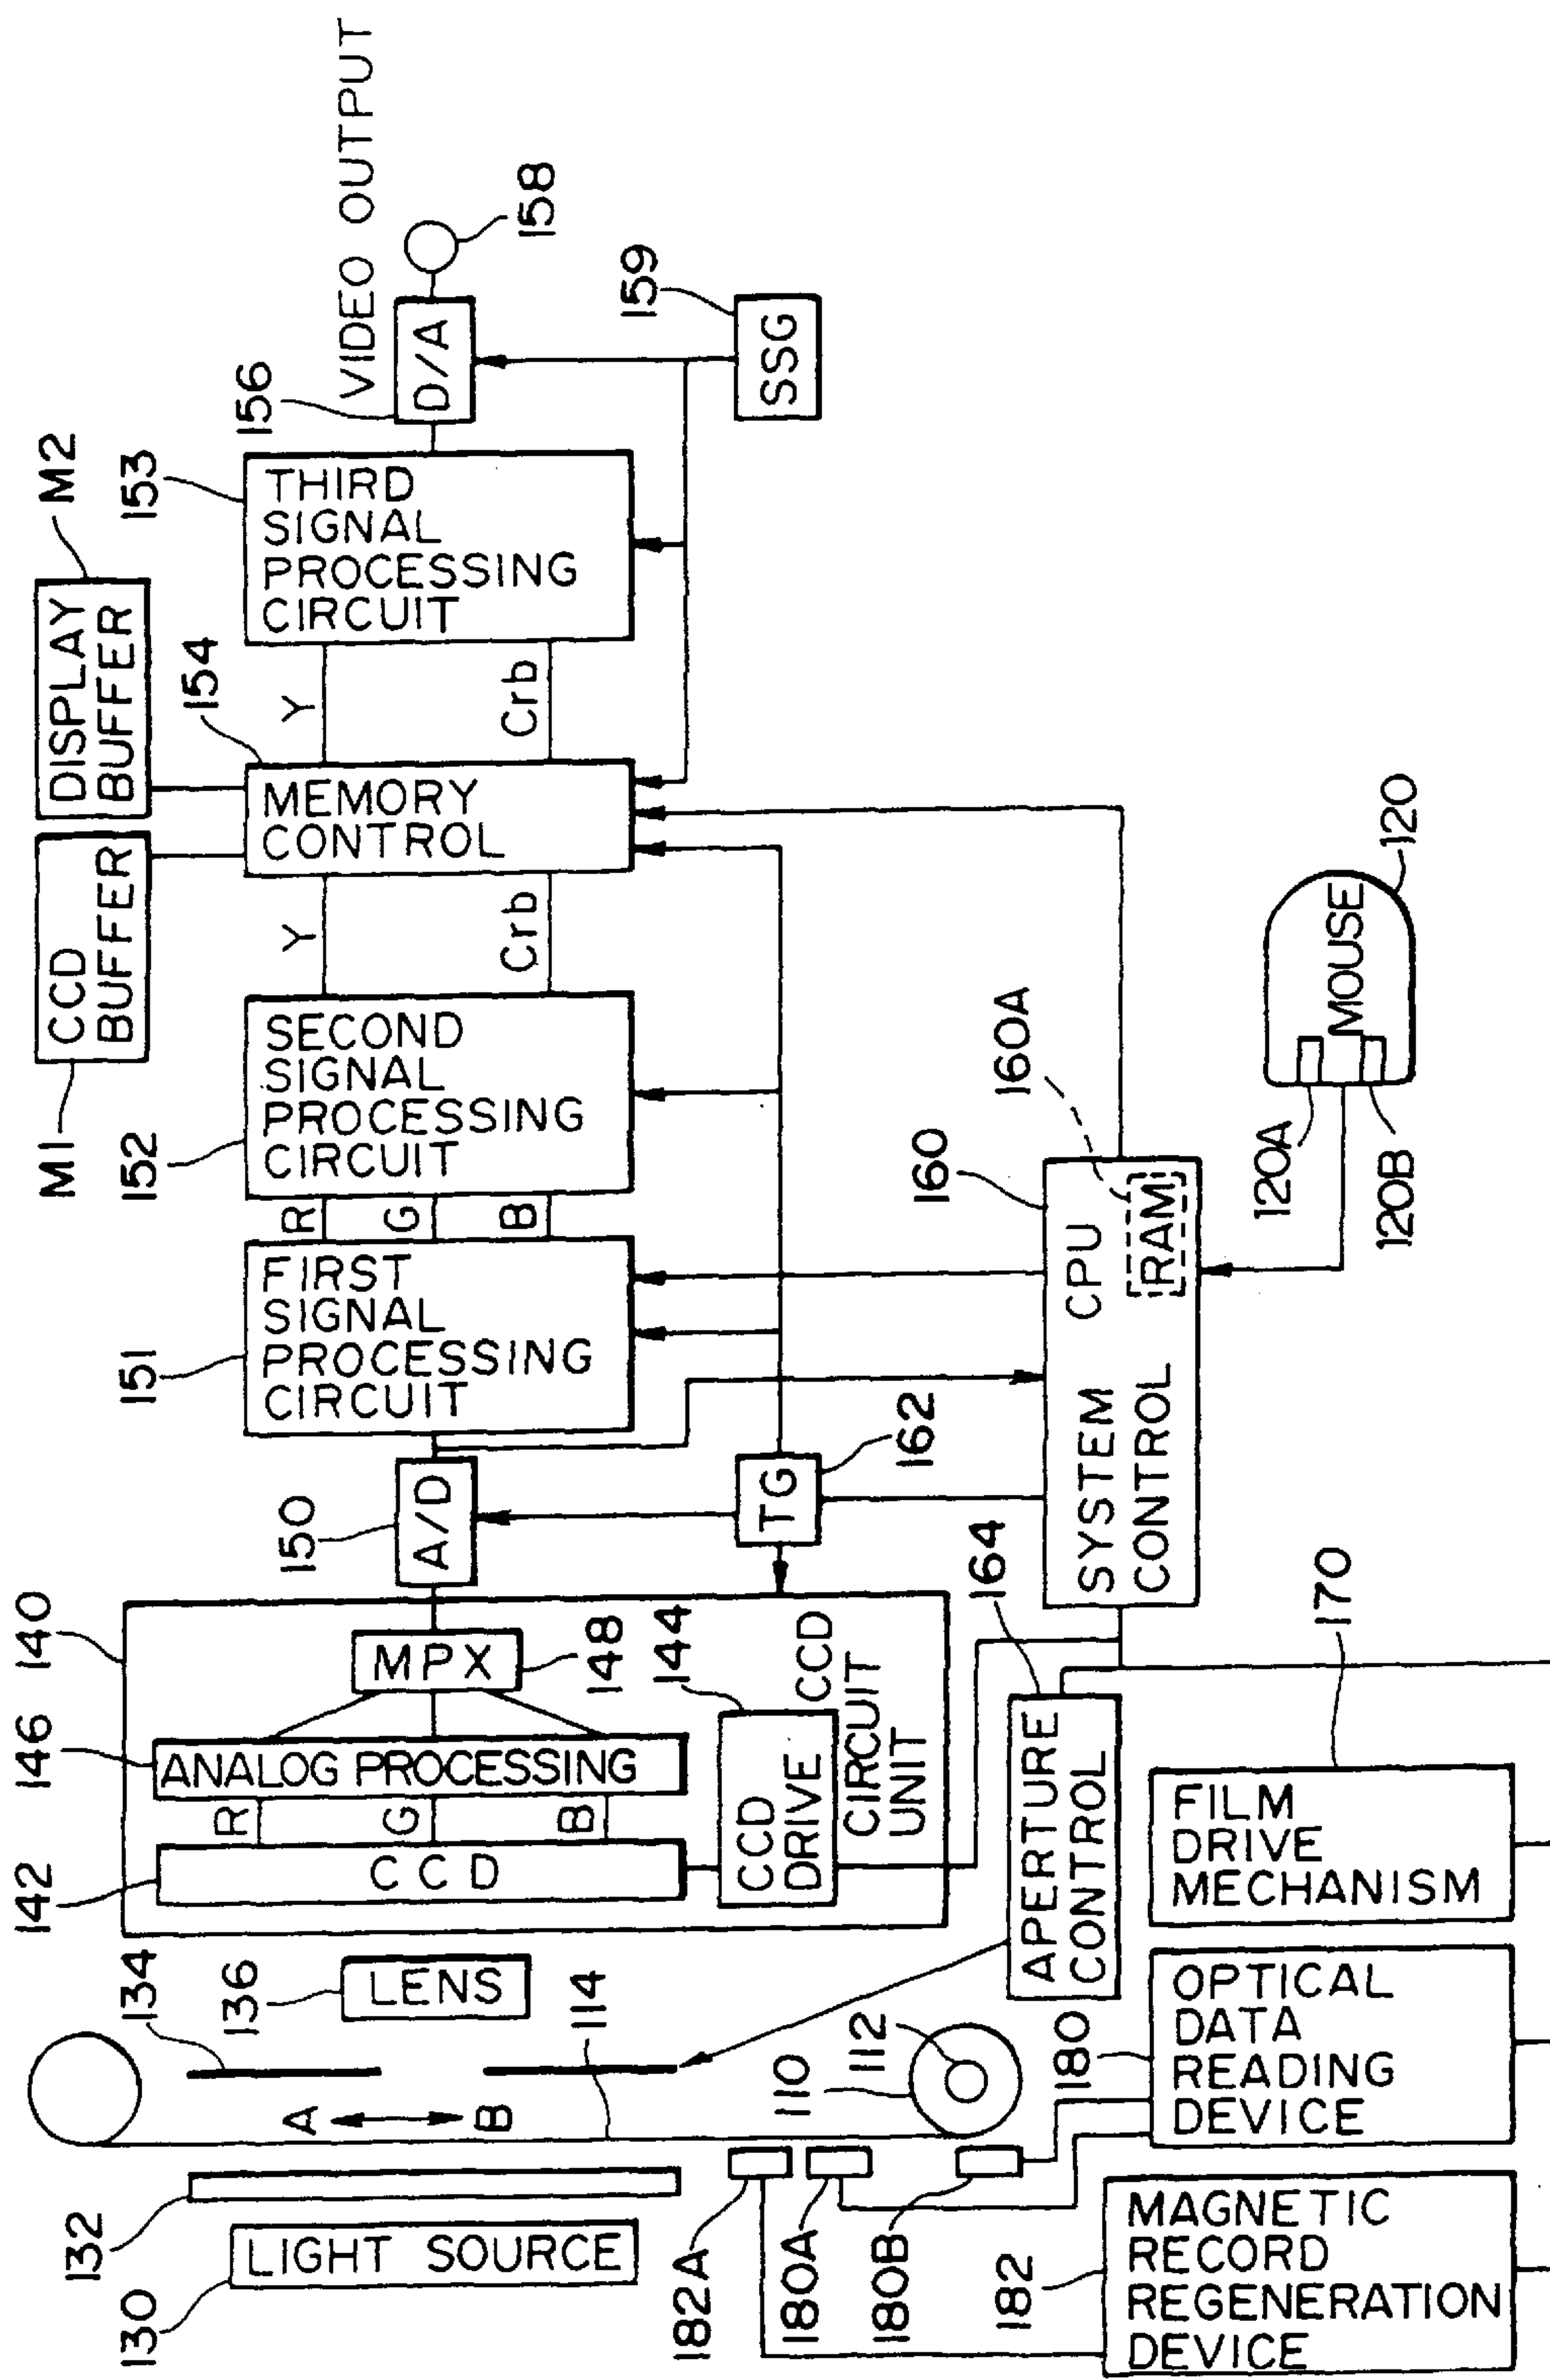 VIDEO OUTPUT
M1
CCD
BUFFER
DISPLAY
BUFFER
M2
140
146
142
R
G
B
CCD
ANALOG PROCESSING
MPX
148
144
CCD
DRIVE
CCD
CIRCUIT
UNIT
150
A/D
151
FIRST
SIGNAL
PROCESSING
CIRCUIT
R
G
B
152
SECOND
SIGNAL
PROCESSING
CIRCUIT
Y
Crb
154
MEMORY
CONTROL
Y
Crb
153
THIRD
SIGNAL
PROCESSING
CIRCUIT
156
D/A
158
159
SSG
TG
162
134
136
LENS
114
A
B
132
130
LIGHT SOURCE
110
112
182A
180A
180B
164
APERTURE
CONTROL
160
SYSTEM
CONTROL
CPU
RAM
160A
MOUSE
120
120A
120B
170
FILM
DRIVE
MECHANISM
180
OPTICAL
DATA
READING
DEVICE
182
MAGNETIC
RECORD
REGENERATION
DEVICE